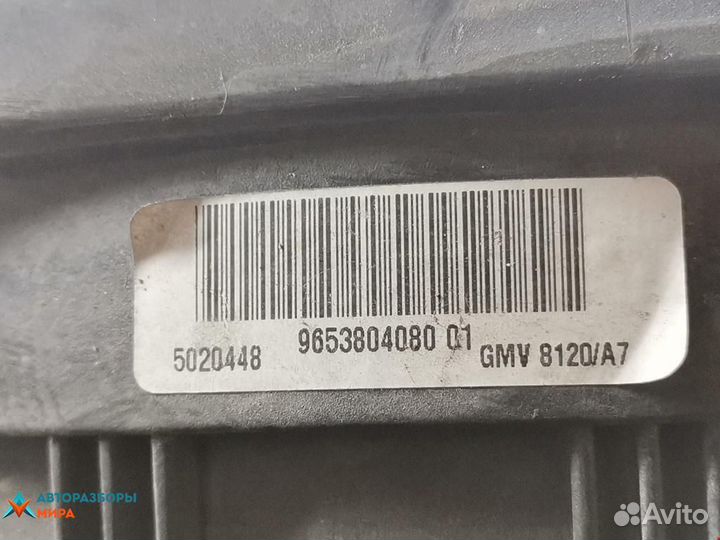 9653804080 01
5020448 GMV 8120/A7
АВТОРАЗБОРЫ
МИРА
Avito